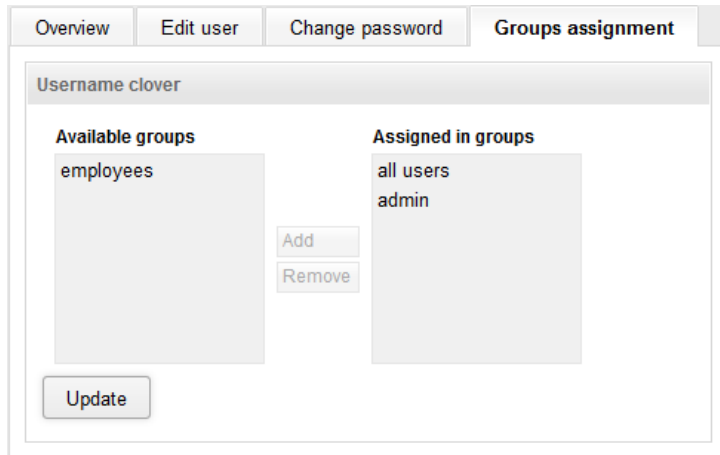 Overview Edit user Change password Groups assignment
Username clover
Available groups Assigned in groups
employees all users
admin
Add
Remove
Update